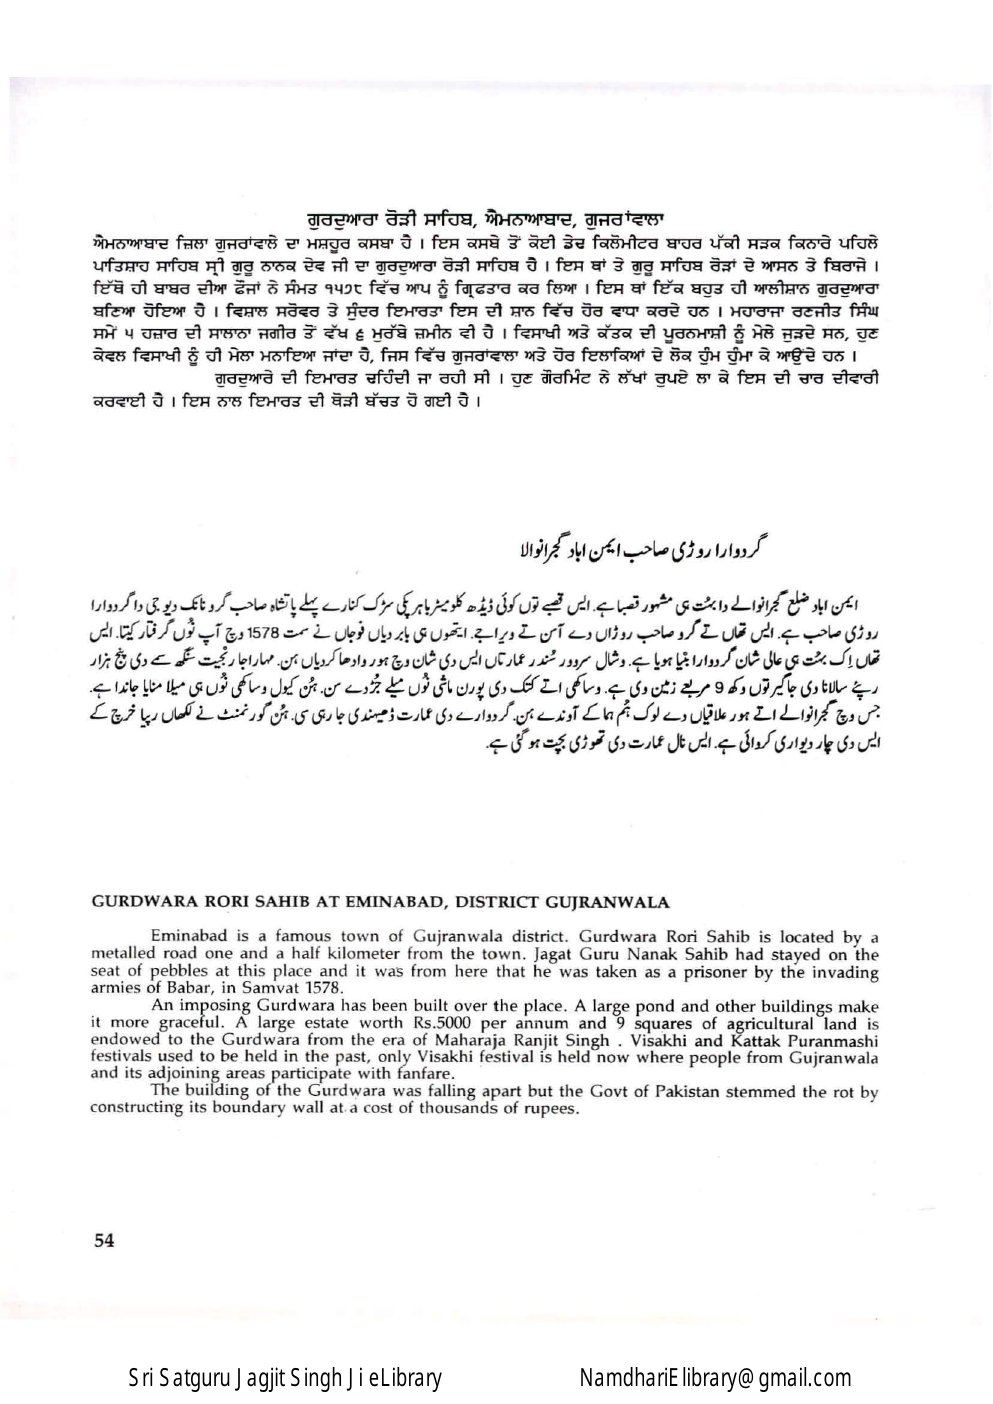 ਗੁਰਦੁਆਰਾ ਰੋੜੀ ਸਾਹਿਬ, ਐਮਨਾਆਬਾਦ, ਗੁਜਰਾਂਵਾਲਾ
ਐਮਨਾਆਬਾਦ ਜ਼ਿਲਾ ਗੁਜਰਾਂਵਾਲੇ ਦਾ ਮਸ਼ਹੂਰ ਕਸਬਾ ਹੈ । ਇਸ ਕਸਬੇ ਤੋਂ ਕੋਈ ਡੇਢ ਕਿਲੋਮੀਟਰ ਬਾਹਰ ਪੱਕੀ ਸੜਕ ਕਿਨਾਰੇ ਪਹਿਲੇ
ਪਾਤਿਸ਼ਾਹ ਸਾਹਿਬ ਸ੍ਰੀ ਗੁਰੂ ਨਾਨਕ ਦੇਵ ਜੀ ਦਾ ਗੁਰਦੁਆਰਾ ਰੋੜੀ ਸਾਹਿਬ ਹੈ । ਇਸ ਥਾਂ ਤੇ ਗੁਰੂ ਸਾਹਿਬ ਰੋੜਾਂ ਦੇ ਆਸਨ ਤੇ ਬਿਰਾਜੇ ।
ਇੱਥੋ ਹੀ ਬਾਬਰ ਦੀਆ ਫੌਜਾਂ ਨੇ ਸੰਮਤ ੧੫੭੮ ਵਿੱਚ ਆਪ ਨੂੰ ਗ੍ਰਿਫਤਾਰ ਕਰ ਲਿਆ । ਇਸ ਥਾਂ ਇੱਕ ਬਹੁਤ ਹੀ ਆਲੀਸ਼ਾਨ ਗੁਰਦੁਆਰਾ
ਬਣਿਆ ਹੋਇਆ ਹੈ । ਵਿਸ਼ਾਲ ਸਰੋਵਰ ਤੇ ਸੁੰਦਰ ਇਮਾਰਤਾ ਇਸ ਦੀ ਸ਼ਾਨ ਵਿੱਚ ਹੋਰ ਵਾਧਾ ਕਰਦੇ ਹਨ । ਮਹਾਰਾਜਾ ਰਣਜੀਤ ਸਿੰਘ
ਸਮੇਂ ੫ ਹਜ਼ਾਰ ਦੀ ਸਾਲਾਨਾ ਜਗੀਰ ਤੋਂ ਵੱਖ ੬ ਮੁਰੱਬੇ ਜ਼ਮੀਨ ਵੀ ਹੈ । ਵਿਸਾਖੀ ਅਤੇ ਕੱਤਕ ਦੀ ਪੂਰਨਮਾਸ਼ੀ ਨੂੰ ਮੇਲੇ ਜੁੜਦੇ ਸਨ, ਹੁਣ
ਕੇਵਲ ਵਿਸਾਖੀ ਨੂੰ ਹੀ ਮੇਲਾ ਮਨਾਇਆ ਜਾਂਦਾ ਹੈ, ਜਿਸ ਵਿੱਚ ਗੁਜਰਾਂਵਾਲਾ ਅਤੇ ਹੋਰ ਇਲਾਕਿਆਂ ਦੇ ਲੋਕ ਹੁੰਮ ਹੁੰਮਾ ਕੇ ਆਉਂਦੇ ਹਨ ।
ਗੁਰਦੁਆਰੇ ਦੀ ਇਮਾਰਤ ਢਹਿੰਦੀ ਜਾ ਰਹੀ ਸੀ । ਹੁਣ ਗੌਰਮਿੰਟ ਨੇ ਲੱਖਾਂ ਰੁਪਏ ਲਾ ਕੇ ਇਸ ਦੀ ਚਾਰ ਦੀਵਾਰੀ
ਕਰਵਾਈ ਹੈ । ਇਸ ਨਾਲ ਇਮਾਰਤ ਦੀ ਥੋੜੀ ਬੱਚਤ ਹੋ ਗਈ ਹੈ ।
گردوارا روڑی صاحب ایمن اباد گجرانوالا
ایمن اباد ضلع گجرانوالے دا بہُت ہی مشہور قصبا ہے. ایس قصبے توں کوئی ڈیڈھ کلومیٹر باہر پکی سڑک کنارے پہلے پاتشاہ صاحب گرو نانک دیو جی دا گردوارا
روڑی صاحب ہے. ایس تھاں تے گرو صاحب روڑاں دے آسن تے ویراجے. ایتھوں ہی بابر دیاں فوجاں نے سمت 1578 وچ آپ نُوں گرفتار کیتا. ایس
تھاں اِک بہُت ہی عالی شان گردوارا بنیا ہویا ہے. وشال سرودر سُندر عمارتاں ایس دی شان وچ ہور وادھا کردیاں ہن. مہاراجا رنجیت سنگھ سمے دی پنج ہزار
رپئے سالانا دی جاگیر توں وکھ 9 مربعے زمین وی ہے. وساکھی اتے کتک دی پورن ماشی نُوں میلے جُڑدے سن. ہُن کیول وساکھی نُوں ہی میلا منایا جاندا ہے.
جس وچ گجرانوالے اتے ہور علاقیاں دے لوک ہُم ہما کے آوندے ہن. گردوارے دی عمارت ڈھیندی جا رہی سی. ہُن گورنمنٹ نے لکھاں رپیا خرچ کے
ایس دی چار دیواری کروائی ہے. ایس نال عمارت دی تھوڑی بچت ہو گئی ہے.
GURDWARA RORI SAHIB AT EMINABAD, DISTRICT GUJRANWALA
Eminabad is a famous town of Gujranwala district. Gurdwara Rori Sahib is located by a
metalled road one and a half kilometer from the town. Jagat Guru Nanak Sahib had stayed on the
seat of pebbles at this place and it was from here that he was taken as a prisoner by the invading
armies of Babar, in Samvat 1578.
An imposing Gurdwara has been built over the place. A large pond and other buildings make
it more graceful. A large estate worth Rs.5000 per annum and 9 squares of agricultural land is
endowed to the Gurdwara from the era of Maharaja Ranjit Singh . Visakhi and Kattak Puranmashi
festivals used to be held in the past, only Visakhi festival is held now where people from Gujranwala
and its adjoining areas participate with fanfare.
The building of the Gurdwara was falling apart but the Govt of Pakistan stemmed the rot by
constructing its boundary wall at a cost of thousands of rupees.
54
Sri Satguru Jagjit Singh Ji eLibrary NamdhariElibrary@gmail.com